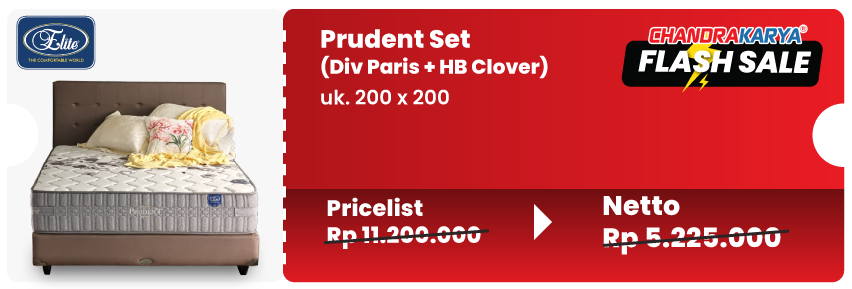 Elite®
THE COMFORTABLE WORLD
Prudent Set
(Div Paris + HB Clover)
uk. 200 x 200
CHANDRAKARYA®
FLASH SALE
Prudent
Pricelist
Rp 11.200.000
Netto
Rp 5.225.000